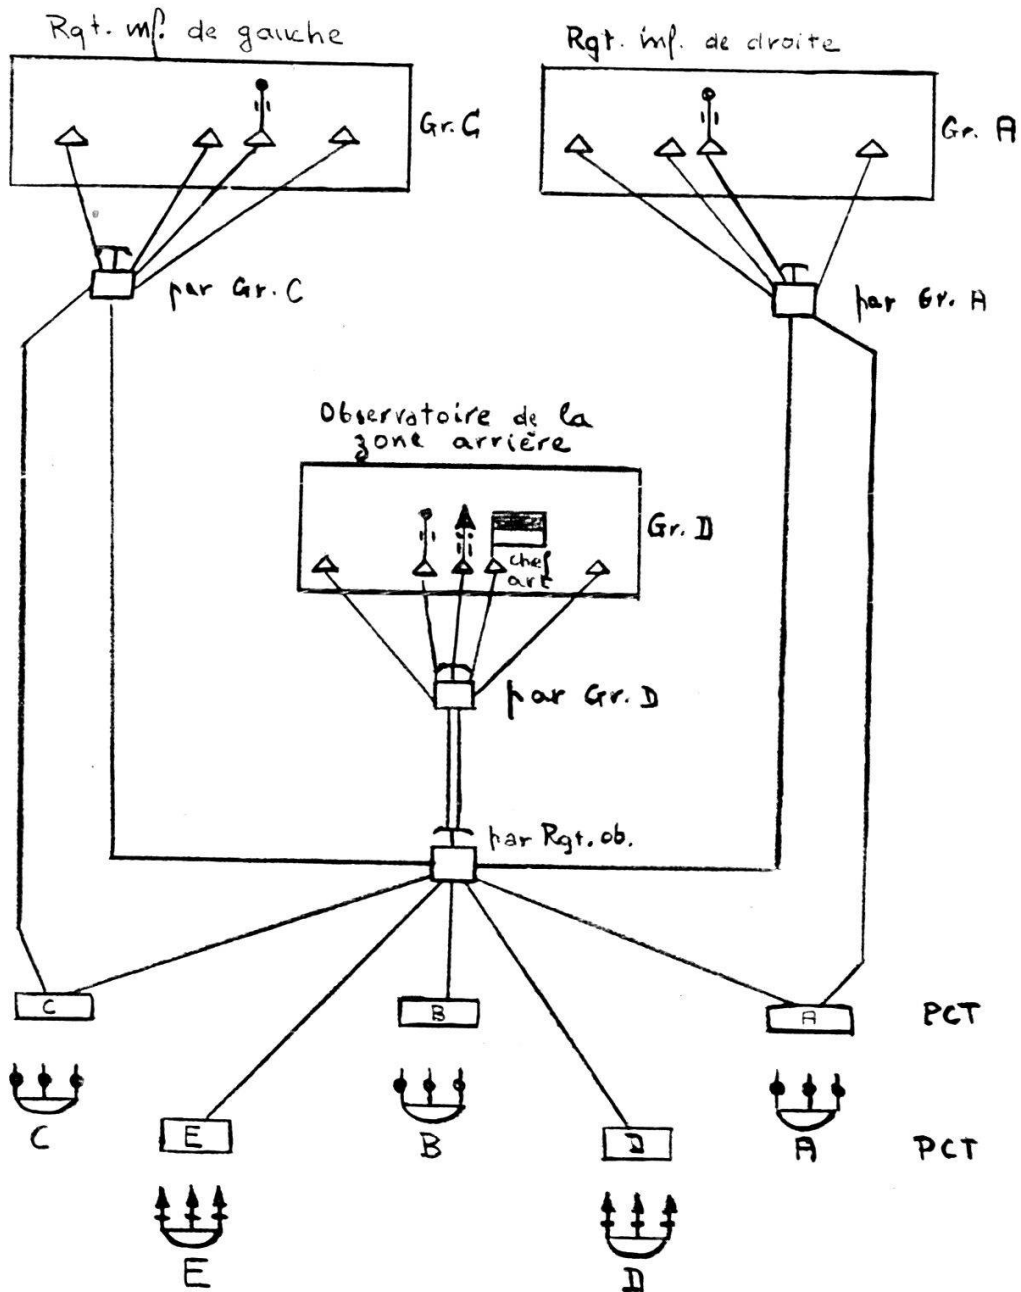 Rgt. inf. de gauche
Rgt. inf. de droite
Gr. C
Gr. A
par Gr. C
par Gr. A
Observatoire de la
zone arrière
Gr. D
chef
art
par Gr. D
par Rgt. ob.
C
B
A
PCT
C
E
B
D
A
PCT
E
D